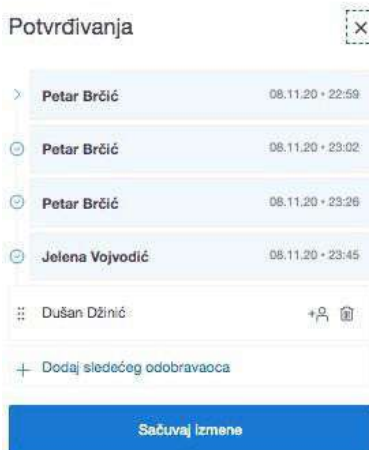 Potvrđivanja
Petar Brčić 08.11.20 • 22:59
Petar Brčić 08.11.20 • 23:02
Petar Brčić 08.11.20 • 23:26
Jelena Vojvodić 08.11.20 • 23:45
Dušan Džinić
Dodaj sledećeg odobravaoca
Sačuvaj izmene